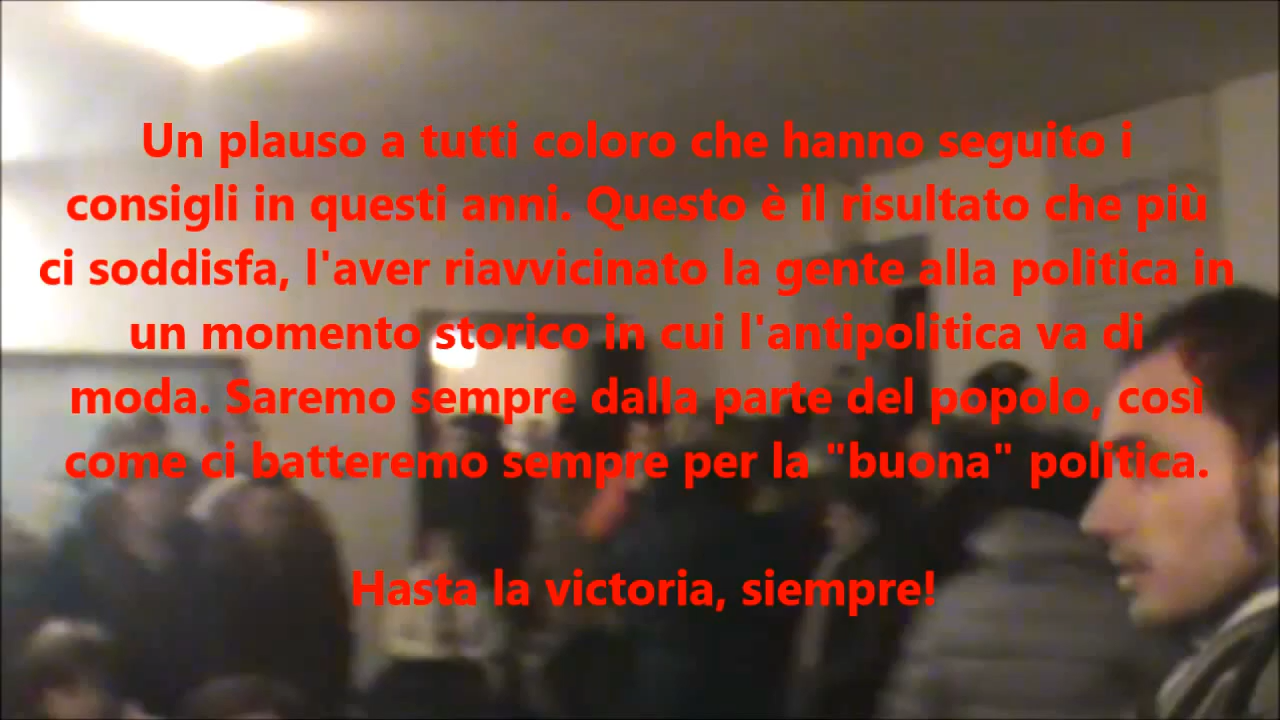 Un plauso a tutti coloro che hanno seguito i
consigli in questi anni. Questo è il risultato che più
ci soddisfa, l'aver riavvicinato la gente alla politica in
un momento storico in cui l'antipolitica va di
moda. Saremo sempre dalla parte del popolo, così
come ci batteremo sempre per la "buona" politica.
Hasta la victoria, siempre!